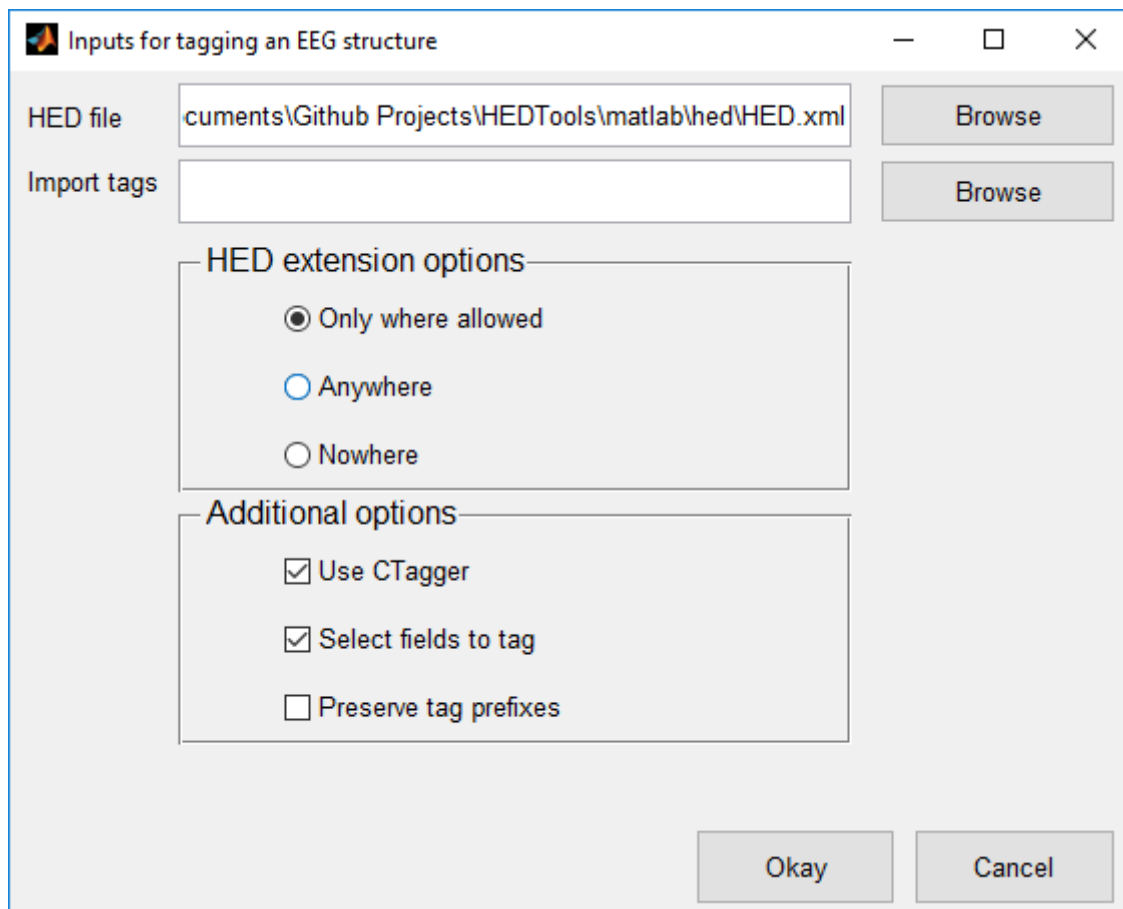 Inputs for tagging an EEG structure
HED file cuments\Github Projects\HEDTools\matlab\hed\HED.xml Browse
Import tags Browse
HED extension options
Only where allowed
Anywhere
Nowhere
Additional options
Use CTagger
Select fields to tag
Preserve tag prefixes
Okay Cancel